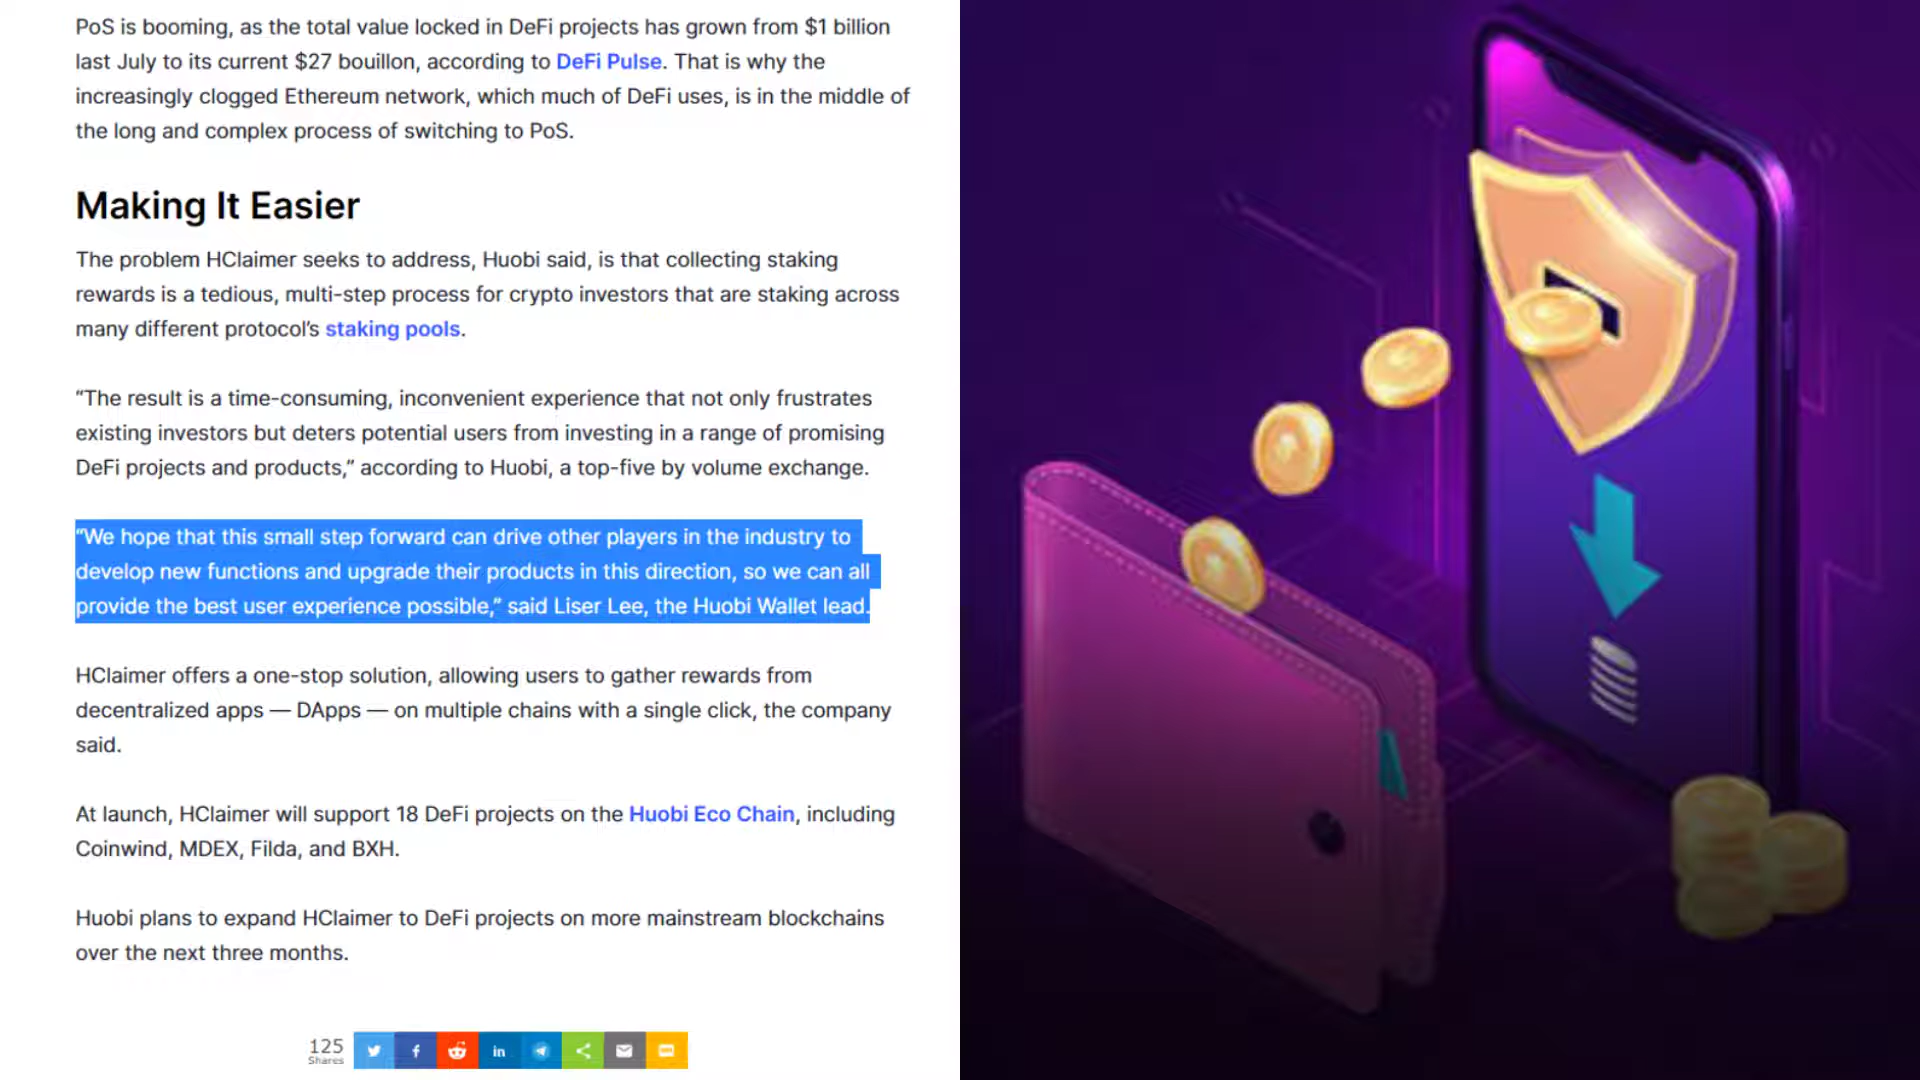 PoS is booming, as the total value locked in DeFi projects has grown from $1 billion
last July to its current $27 bouillon, according to DeFi Pulse. That is why the
increasingly clogged Ethereum network, which much of DeFi uses, is in the middle of
the long and complex process of switching to PoS.
Making It Easier
The problem HClaimer seeks to address, Huobi said, is that collecting staking
rewards is a tedious, multi-step process for crypto investors that are staking across
many different protocol’s staking pools.
“The result is a time-consuming, inconvenient experience that not only frustrates
existing investors but deters potential users from investing in a range of promising
DeFi projects and products,” according to Huobi, a top-five by volume exchange.
“We hope that this small step forward can drive other players in the industry to
develop new functions and upgrade their products in this direction, so we can all
provide the best user experience possible,” said Liser Lee, the Huobi Wallet lead.
HClaimer offers a one-stop solution, allowing users to gather rewards from
decentralized apps — DApps — on multiple chains with a single click, the company
said.
At launch, HClaimer will support 18 DeFi projects on the Huobi Eco Chain, including
Coinwind, MDEX, Filda, and BXH.
Huobi plans to expand HClaimer to DeFi projects on more mainstream blockchains
over the next three months.
125
Shares